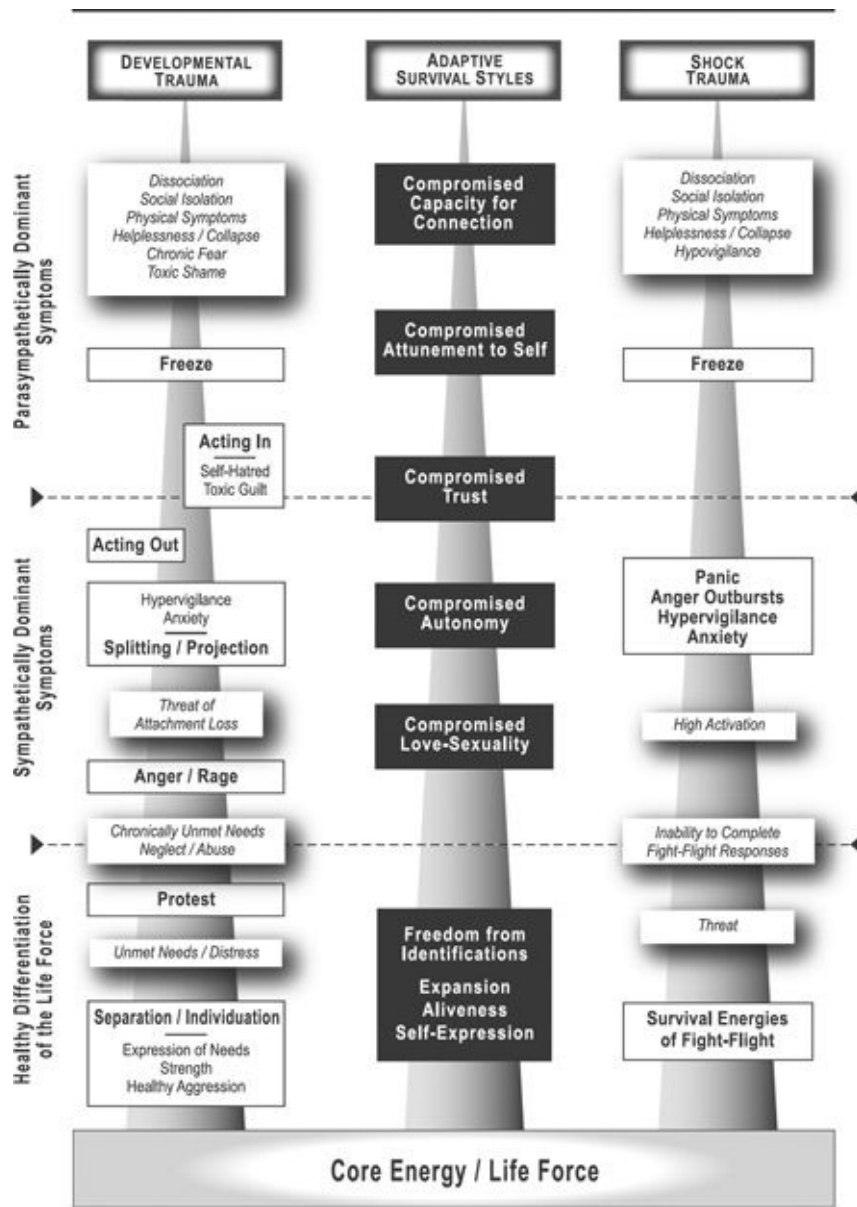 DEVELOPMENTAL
TRAUMA
Dissociation
Social Isolation
Physical Symptoms
Helplessness / Collapse
Chronic Fear
Toxic Shame
Freeze
Acting In
Self-Hatred
Toxic Guilt
Acting Out
Hypervigilance
Anxiety
Splitting / Projection
Threat of
Attachment Loss
Anger / Rage
Chronically Unmet Needs
Neglect / Abuse
Protest
Unmet Needs / Distress
Separation / Individuation
Expression of Needs
Strength
Healthy Aggression
ADAPTIVE
SURVIVAL STYLES
Compromised
Capacity for
Connection
Compromised
Attunement to Self
Compromised
Trust
Compromised
Autonomy
Compromised
Love-Sexuality
Freedom from
Identifications
Expansion
Aliveness
Self-Expression
SHOCK
TRAUMA
Dissociation
Social Isolation
Physical Symptoms
Helplessness / Collapse
Hypovigilance
Freeze
Panic
Anger Outbursts
Hypervigilance
Anxiety
High Activation
Inability to Complete
Fight-Flight Responses
Threat
Survival Energies
of Fight-Flight
Parasympathetically Dominant
Symptoms
Sympathetically Dominant
Symptoms
Healthy Differentiation
of the Life Force
Core Energy / Life Force